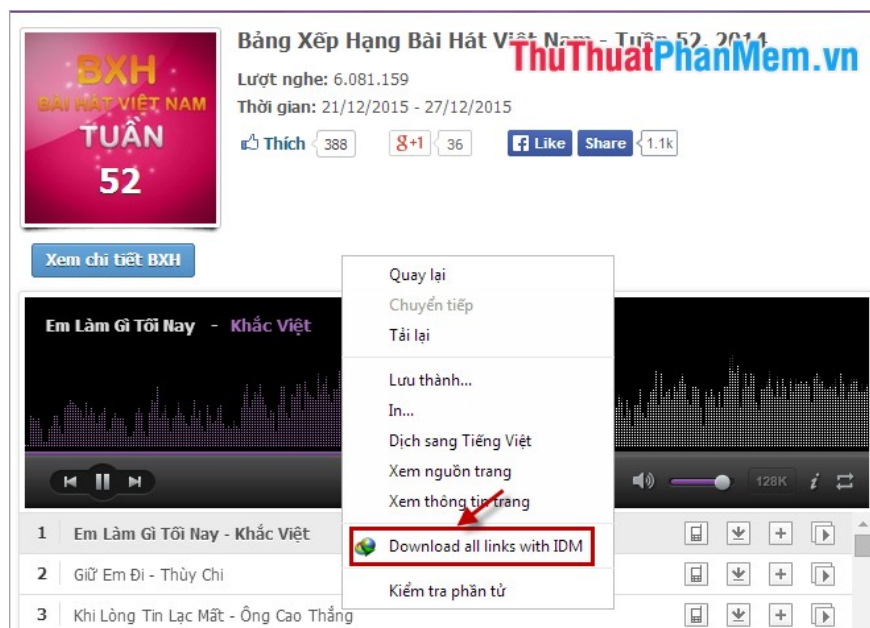 Bảng Xếp Hạng Bài Hát Việt Nam - Tuần 52, 2014
ThuThuatPhanMem.vn
BXH
BÀI HÁT VIỆT NAM
TUẦN
52
Lượt nghe: 6.081.159
Thời gian: 21/12/2015 - 27/12/2015
Thích 388
g+1 36
f Like Share 1.1k
Xem chi tiết BXH
Em Làm Gì Tối Nay - Khắc Việt
128K
Quay lại
Chuyển tiếp
Tải lại
Lưu thành...
In...
Dịch sang Tiếng Việt
Xem nguồn trang
Xem thông tin trang
Download all links with IDM
Kiểm tra phần tử
1 Em Làm Gì Tối Nay - Khắc Việt
2 Giữ Em Đi - Thùy Chi
3 Khi Lòng Tin Lạc Mất - Ông Cao Thắng